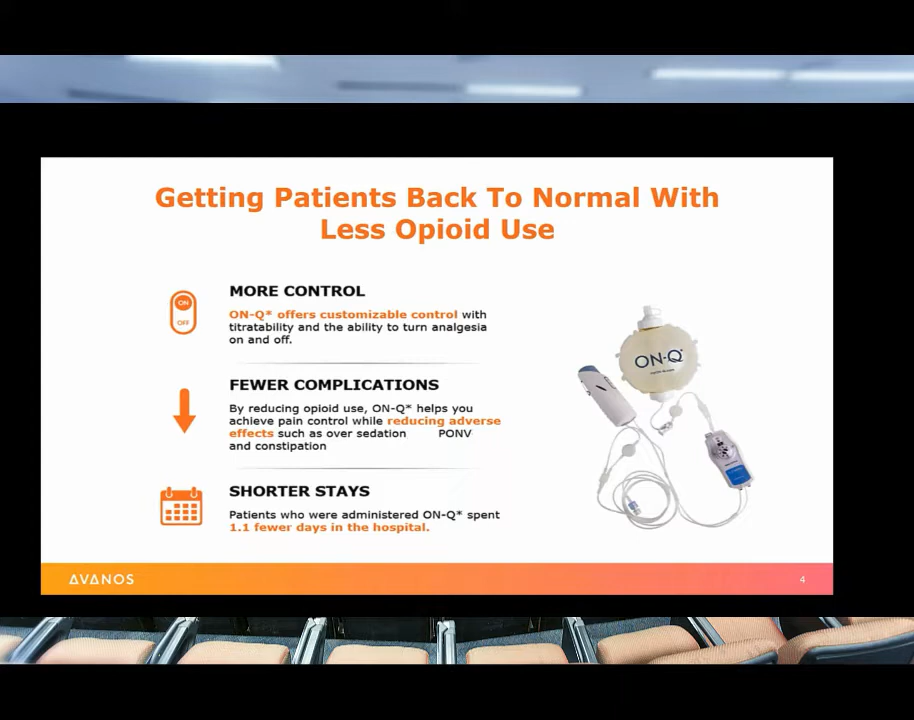 Getting Patients Back To Normal With
Less Opioid Use
MORE CONTROL
ON
OFF
ON-Q* offers customizable control with
titratability and the ability to turn analgesia
on and off.
FEWER COMPLICATIONS
By reducing opioid use, ON-Q* helps you
achieve pain control while reducing adverse
effects such as over sedation PONV
and constipation
SHORTER STAYS
Patients who were administered ON-Q* spent
1.1 fewer days in the hospital.
ON-Q*
AVANOS
4